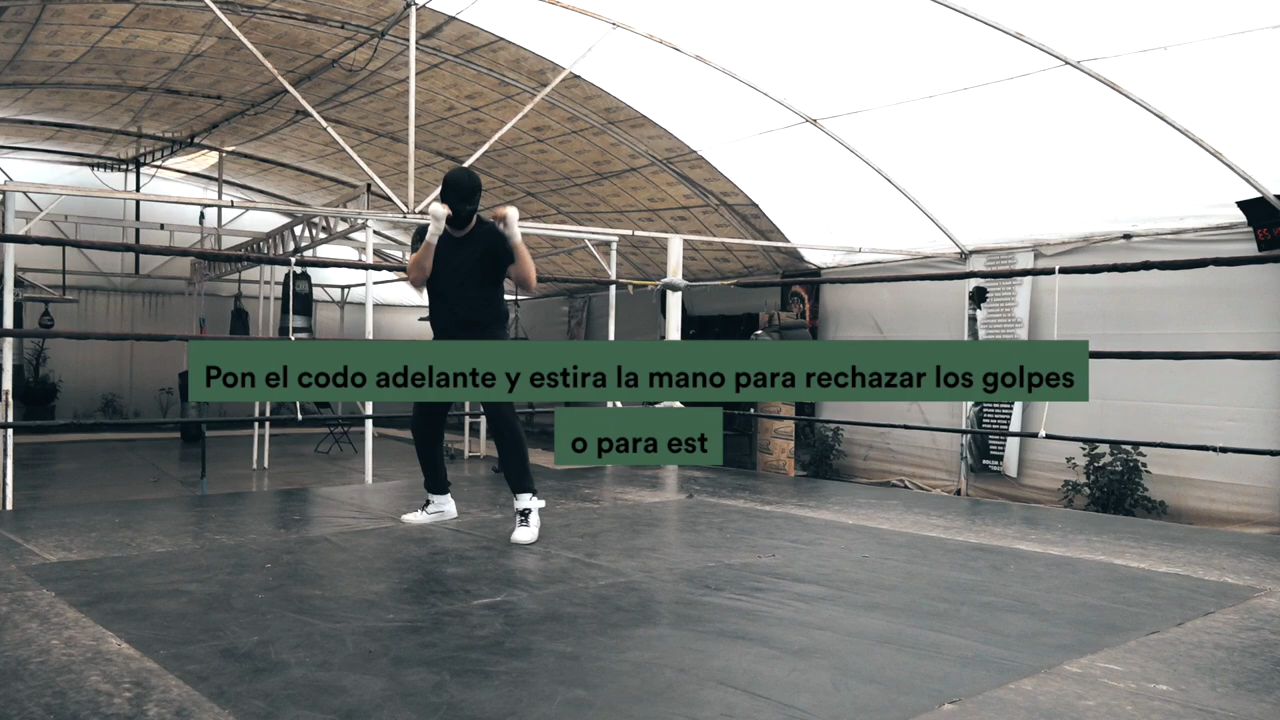 Pon el codo adelante y estira la mano para rechazar los golpes
o para est